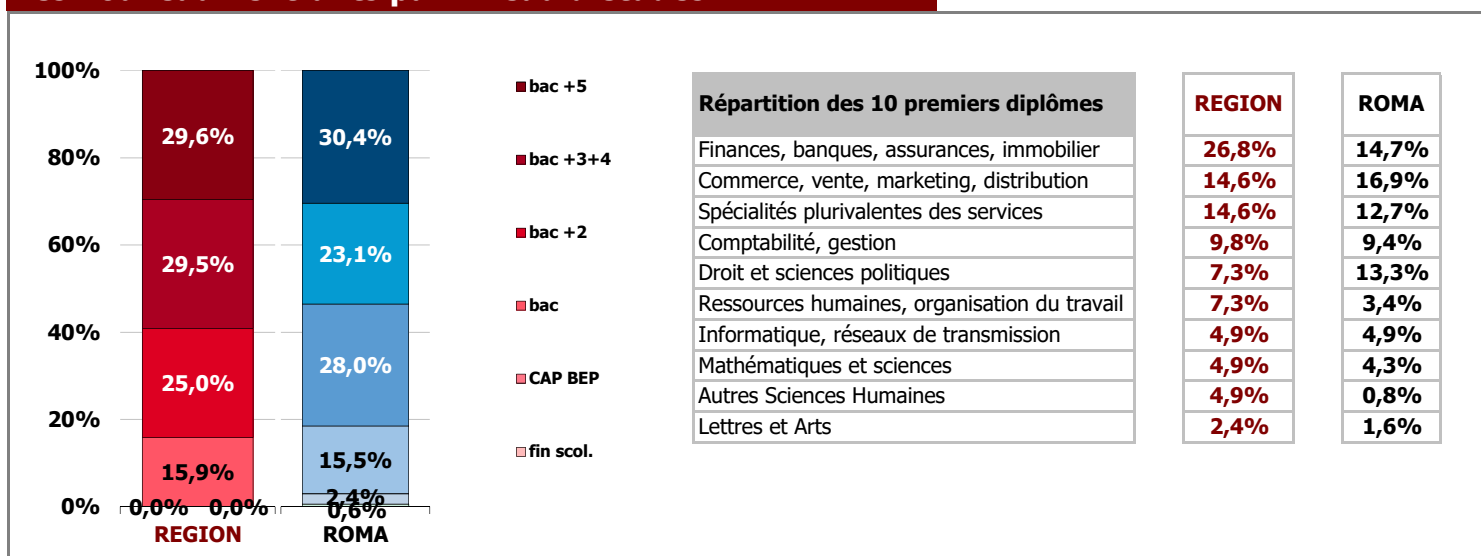 100%
80%
60%
40%
20%
0%
29,6%
29,5%
25,0%
15,9%
0,0% 0,0%
REGION
30,4%
23,1%
28,0%
15,5%
2,4%
0,6%
ROMA
bac +5
bac +3+4
bac +2
bac
CAP BEP
fin scol.
Répartition des 10 premiers diplômes REGION ROMA
Finances, banques, assurances, immobilier 26,8% 14,7%
Commerce, vente, marketing, distribution 14,6% 16,9%
Spécialités plurivalentes des services 14,6% 12,7%
Comptabilité, gestion 9,8% 9,4%
Droit et sciences politiques 7,3% 13,3%
Ressources humaines, organisation du travail 7,3% 3,4%
Informatique, réseaux de transmission 4,9% 4,9%
Mathématiques et sciences 4,9% 4,3%
Autres Sciences Humaines 4,9% 0,8%
Lettres et Arts 2,4% 1,6%